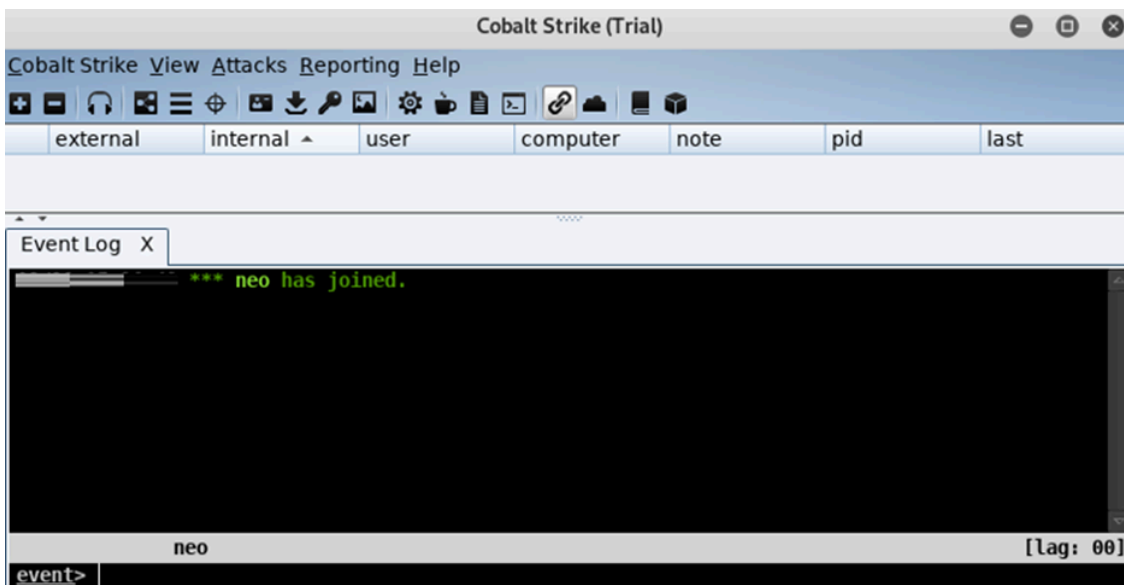 Cobalt Strike (Trial)
Cobalt Strike View Attacks Reporting Help
external internal user computer note pid last
Event Log X
*** neo has joined.
neo [lag: 00]
event>